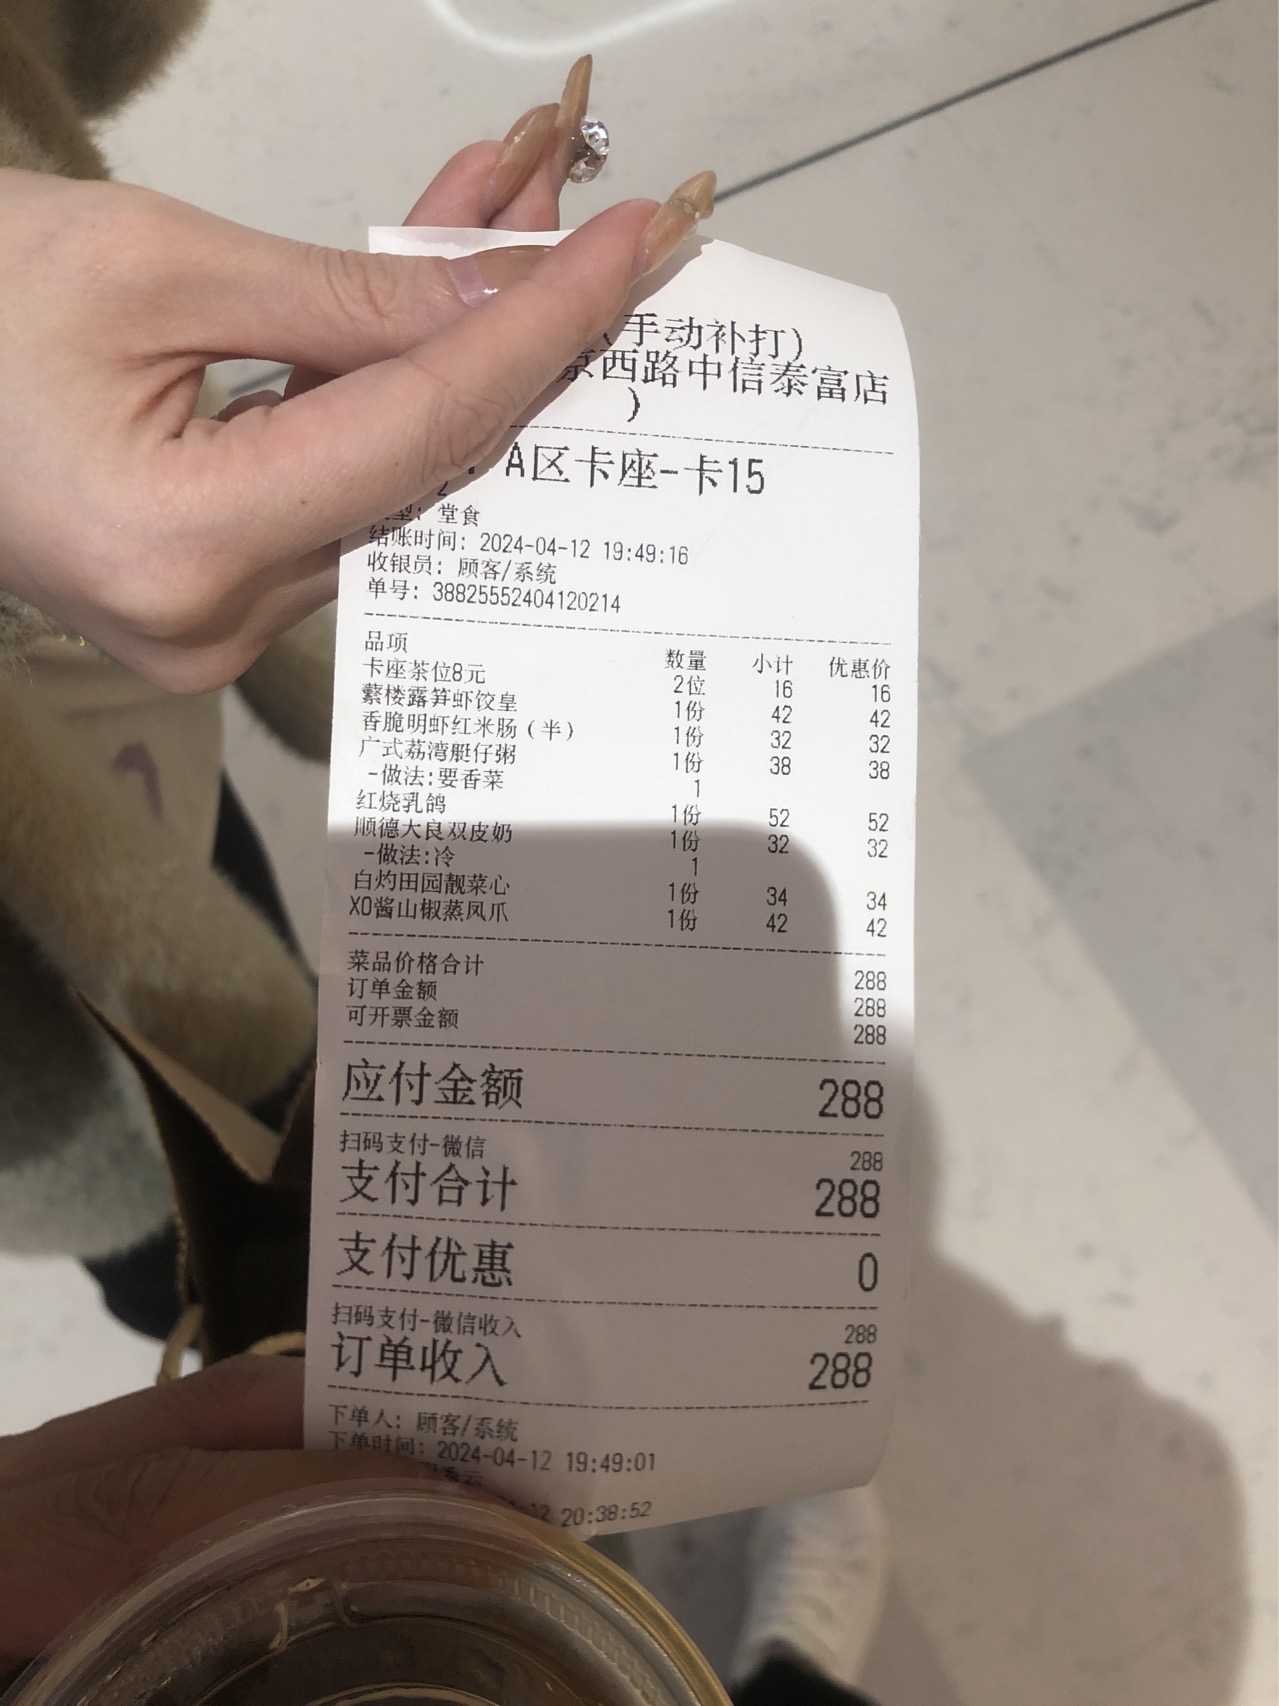 (手动补打)
京西路中信泰富店
)
A区卡座-卡15
2
型: 堂食
结账时间: 2024-04-12 19:49:16
收银员: 顾客/系统
单号: 38825552404120214
品项 数量 小计 优惠价
卡座茶位8元 2位 16 16
蘩楼露笋虾饺皇 1份 42 42
香脆明虾红米肠(半) 1份 32 32
广式荔湾艇仔粥 1份 38 38
-做法:要香菜 1
红烧乳鸽 1份 52 52
顺德大良双皮奶 1份 32 32
-做法:冷 1
白灼田园靓菜心 1份 34 34
XO酱山椒蒸凤爪 1份 42 42
菜品价格合计 288
订单金额 288
可开票金额 288
应付金额 288
扫码支付-微信 288
支付合计 288
支付优惠 0
扫码支付-微信收入 288
订单收入 288
下单人: 顾客/系统
下单时间: 2024-04-12 19:49:01
12 20:38:52